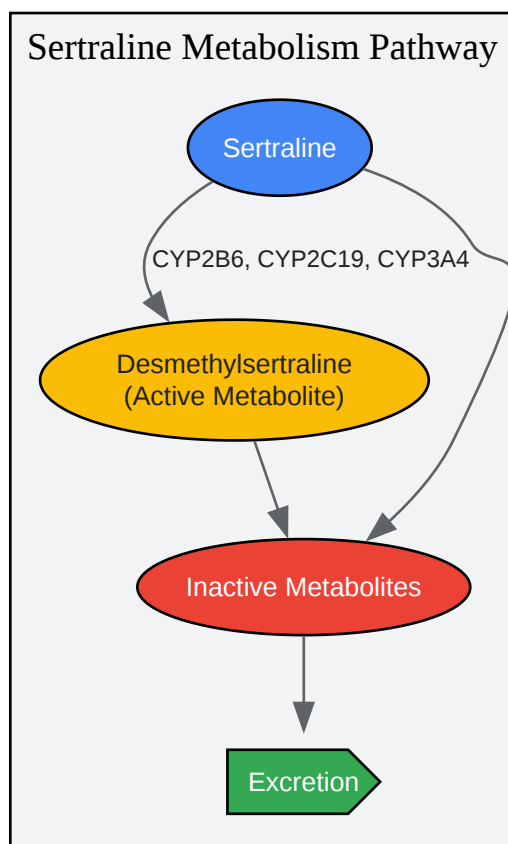 Sertraline Metabolism Pathway
Sertraline
CYP2B6, CYP2C19, CYP3A4
Desmethylsertraline
(Active Metabolite)
Inactive Metabolites
Excretion